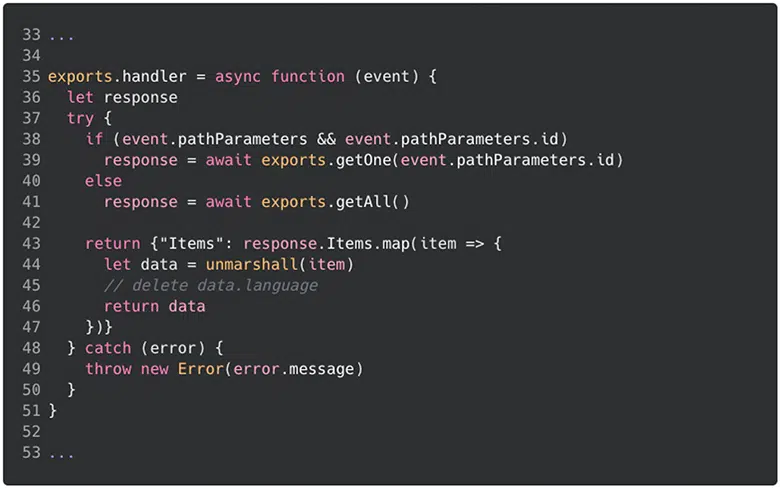 33 ...
34
35 exports.handler = async function (event) {
36   let response
37   try {
38     if (event.pathParameters && event.pathParameters.id)
39       response = await exports.getOne(event.pathParameters.id)
40     else
41       response = await exports.getAll()
42
43     return {"Items": response.Items.map(item => {
44       let data = unmarshall(item)
45       // delete data.language
46       return data
47     })}
48   } catch (error) {
49     throw new Error(error.message)
50   }
51 }
52
53 ...